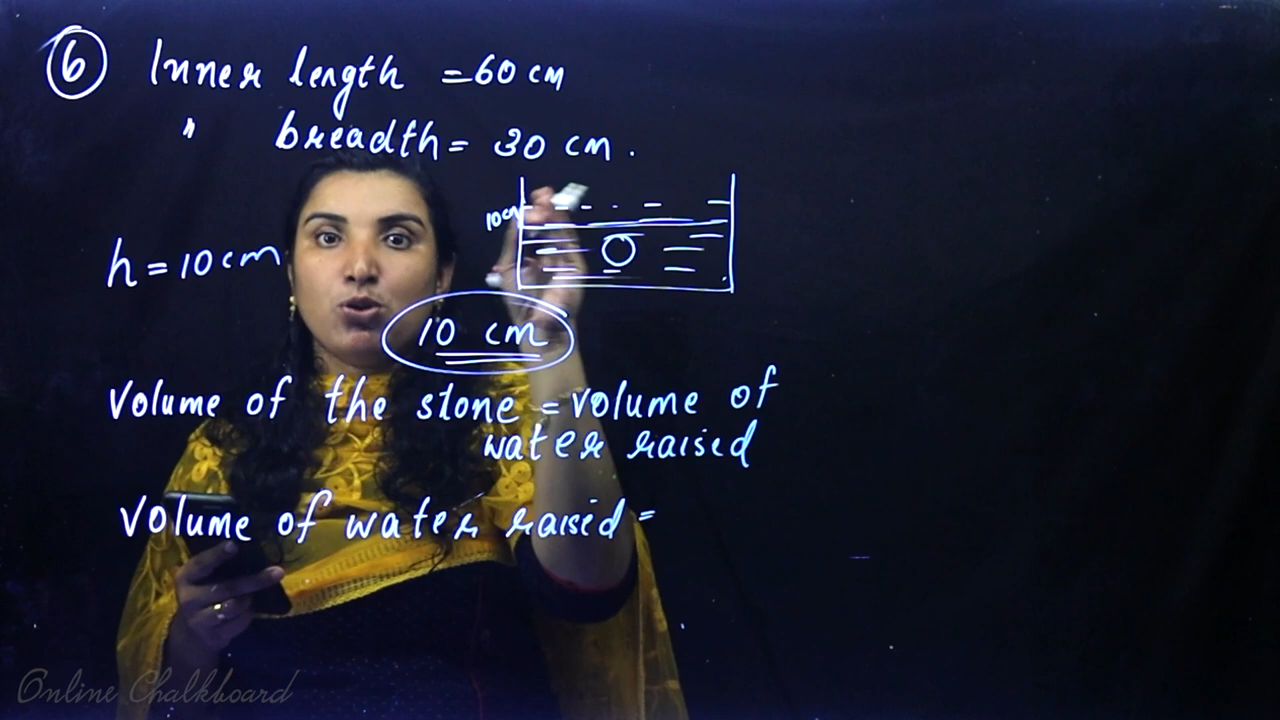 6 Inner length = 60 cm
" breadth = 30 cm.
10cm
h = 10 cm
10 cm
Volume of the stone = volume of
water raised
Volume of water raised =
Online Chalkboard